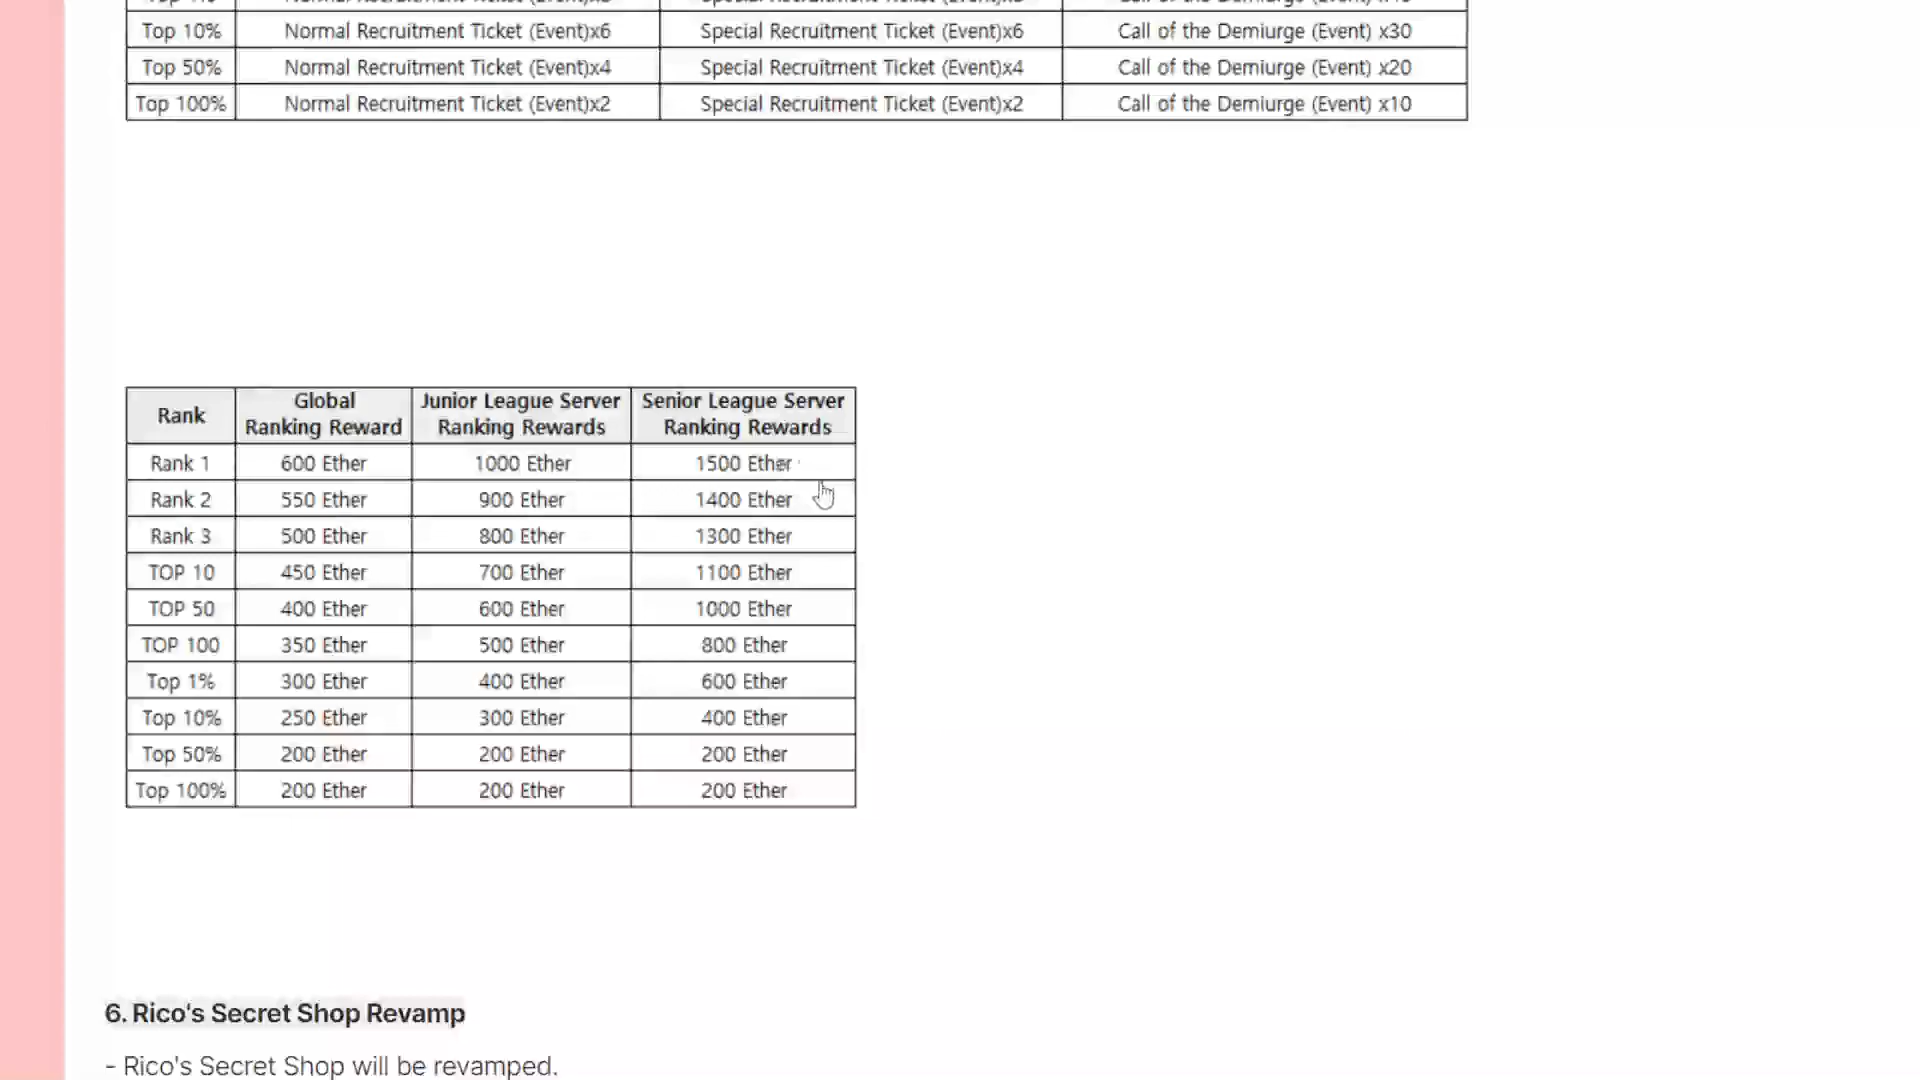 Top 10% Normal Recruitment Ticket (Event)x6 Special Recruitment Ticket (Event)x6 Call of the Demiurge (Event) x30
Top 50% Normal Recruitment Ticket (Event)x4 Special Recruitment Ticket (Event)x4 Call of the Demiurge (Event) x20
Top 100% Normal Recruitment Ticket (Event)x2 Special Recruitment Ticket (Event)x2 Call of the Demiurge (Event) x10
Rank Global Ranking Reward Junior League Server Ranking Rewards Senior League Server Ranking Rewards
Rank 1 600 Ether 1000 Ether 1500 Ether
Rank 2 550 Ether 900 Ether 1400 Ether
Rank 3 500 Ether 800 Ether 1300 Ether
TOP 10 450 Ether 700 Ether 1100 Ether
TOP 50 400 Ether 600 Ether 1000 Ether
TOP 100 350 Ether 500 Ether 800 Ether
Top 1% 300 Ether 400 Ether 600 Ether
Top 10% 250 Ether 300 Ether 400 Ether
Top 50% 200 Ether 200 Ether 200 Ether
Top 100% 200 Ether 200 Ether 200 Ether
6. Rico's Secret Shop Revamp
- Rico's Secret Shop will be revamped.